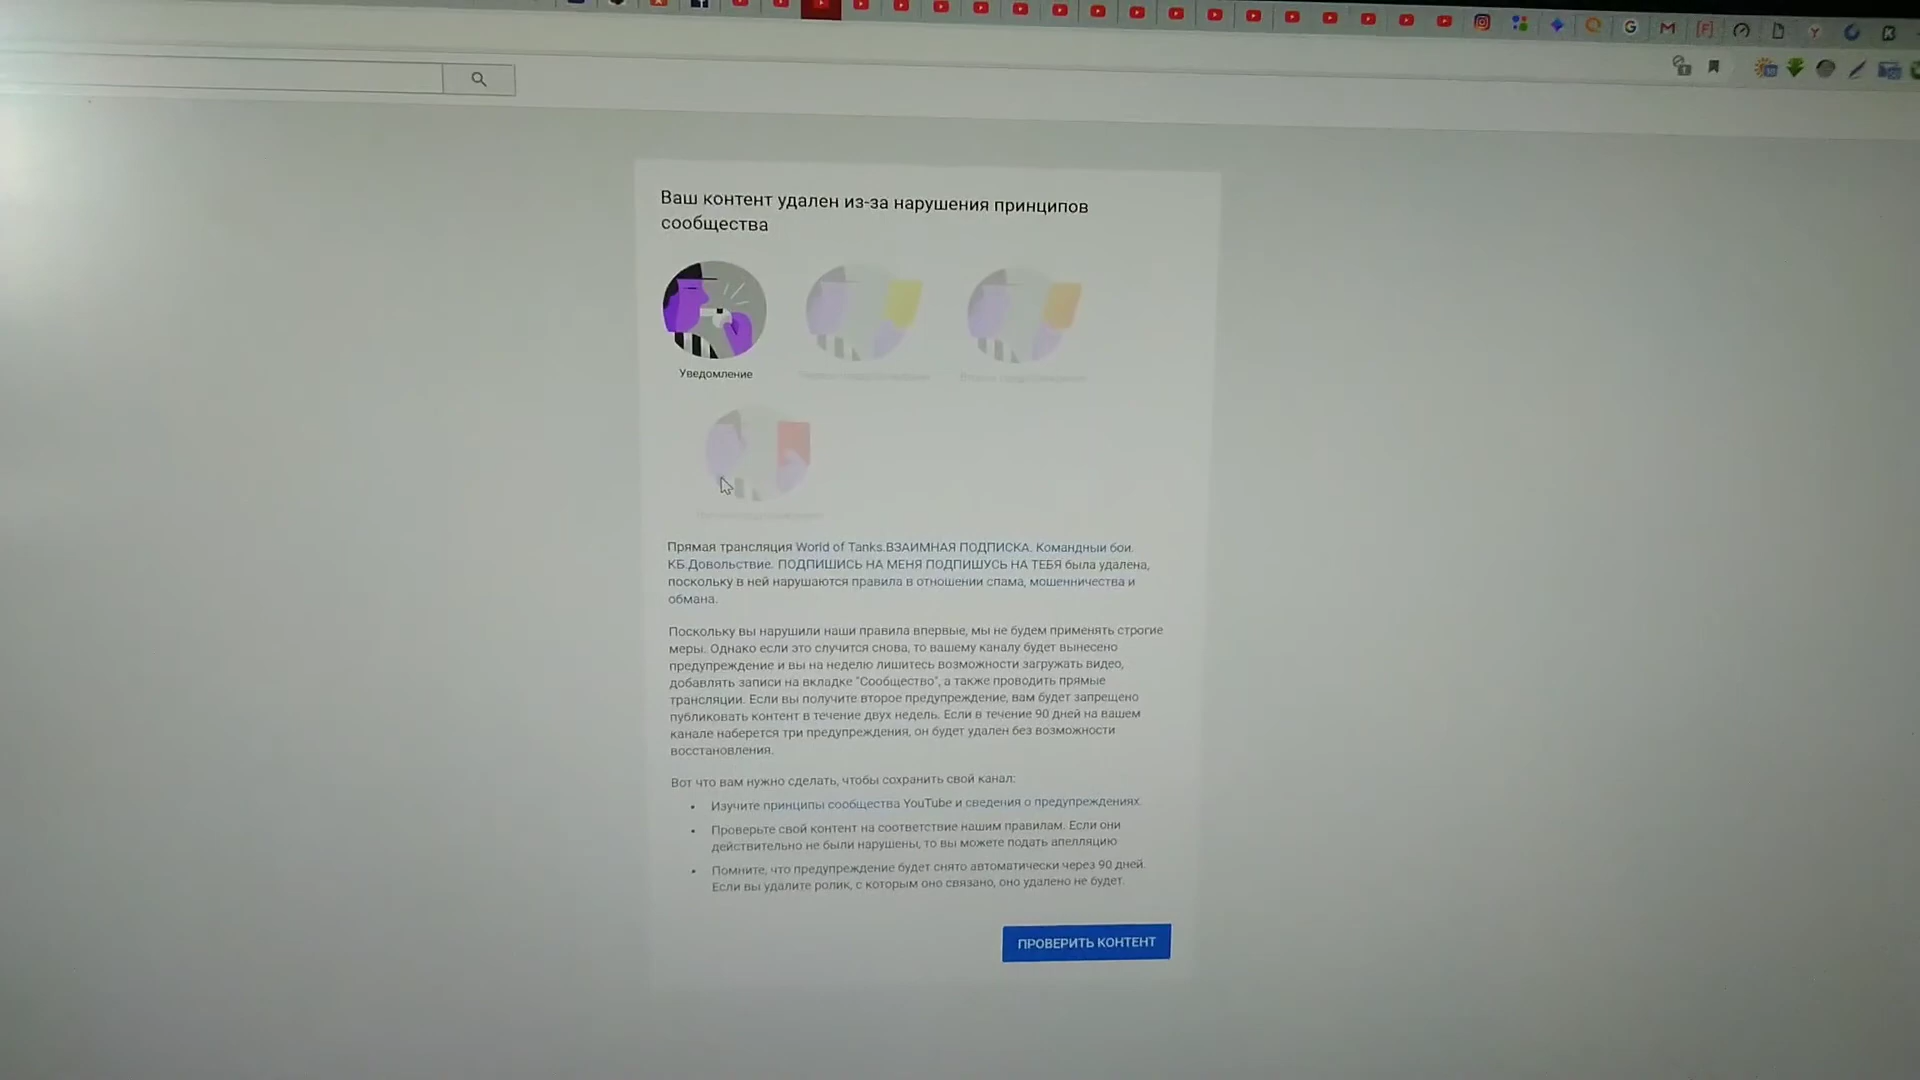 Ваш контент удален из-за нарушения принципов
сообщества
Уведомление
Прямая трансляция World of Tanks.ВЗАИМНАЯ ПОДПИСКА. Командный бои.
КБ.Довольствие. ПОДПИШИСЬ НА МЕНЯ ПОДПИШУСЬ НА ТЕБЯ была удалена,
поскольку в ней нарушаются правила в отношении спама, мошенничества и
обмана.
Поскольку вы нарушили наши правила впервые, мы не будем применять строгие
меры. Однако если это случится снова, то вашему каналу будет вынесено
предупреждение и вы на неделю лишитесь возможности загружать видео,
добавлять записи на вкладке "Сообщество", а также проводить прямые
трансляции. Если вы получите второе предупреждение, вам будет запрещено
публиковать контент в течение двух недель. Если в течение 90 дней на вашем
канале наберется три предупреждения, он будет удален без возможности
восстановления.
Вот что вам нужно сделать, чтобы сохранить свой канал:
• Изучите принципы сообщества YouTube и сведения о предупреждениях.
• Проверьте свой контент на соответствие нашим правилам. Если они
действительно не были нарушены, то вы можете подать апелляцию
• Помните, что предупреждение будет снято автоматически через 90 дней.
Если вы удалите ролик, с которым оно связано, оно удалено не будет.
ПРОВЕРИТЬ КОНТЕНТ